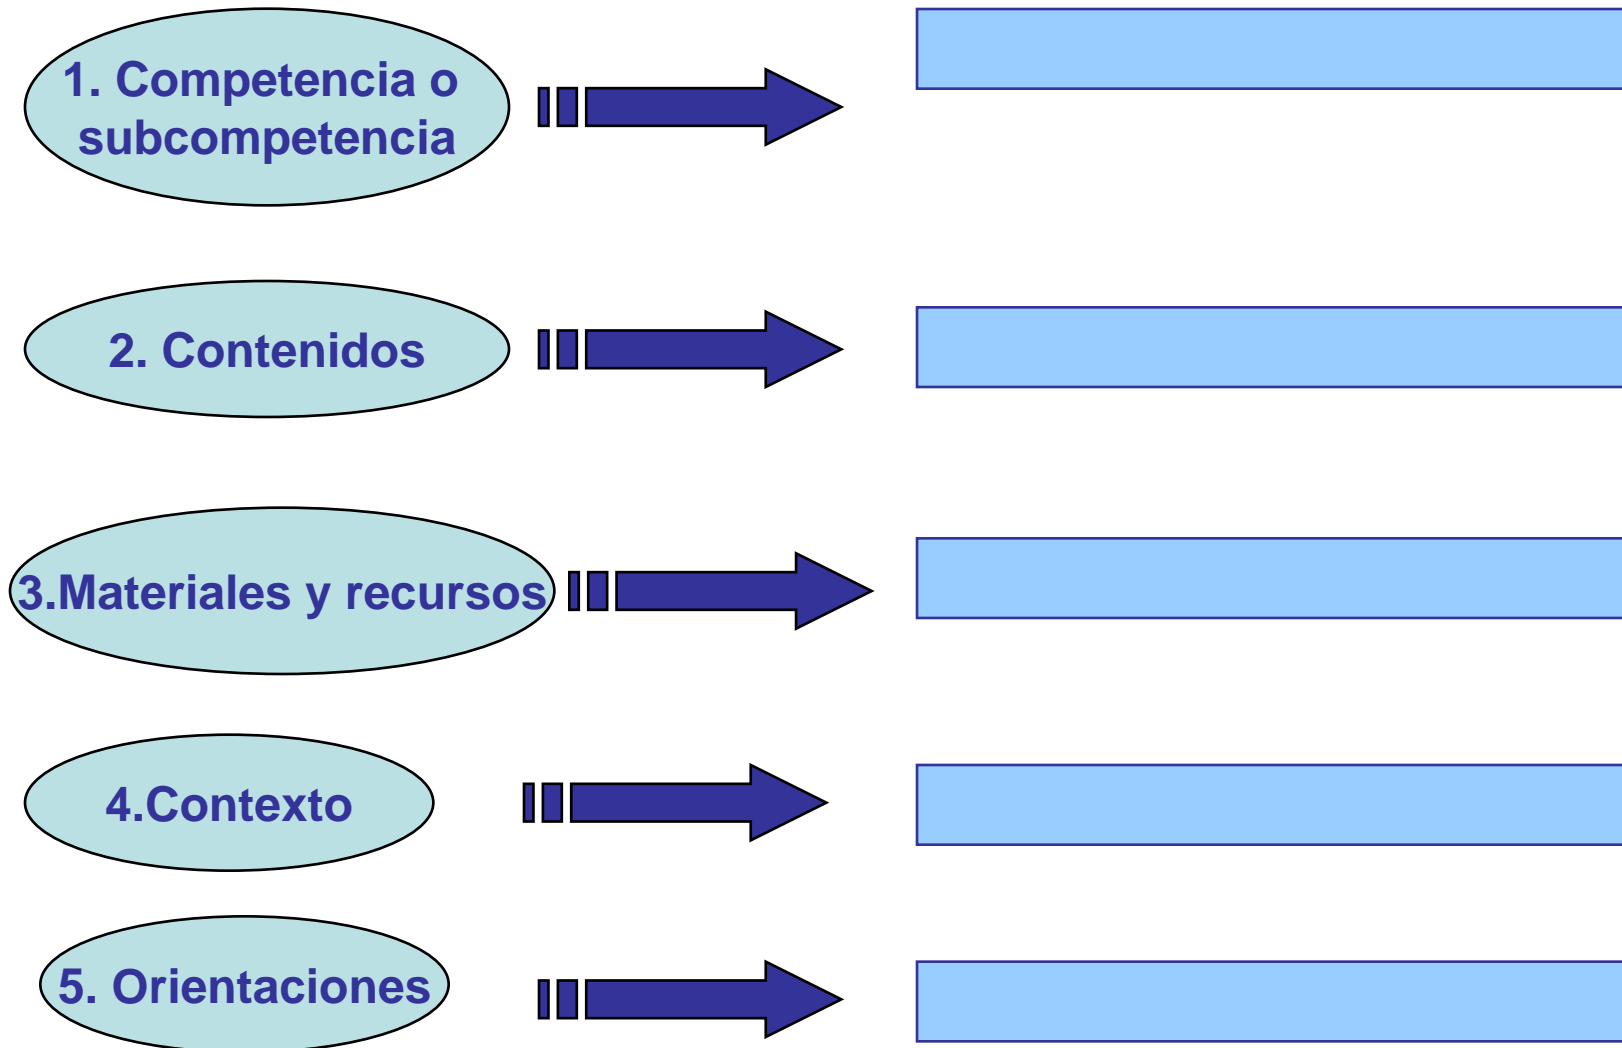 1. Competencia o
subcompetencia
2. Contenidos
3.Materiales y recursos
4.Contexto
5. Orientaciones